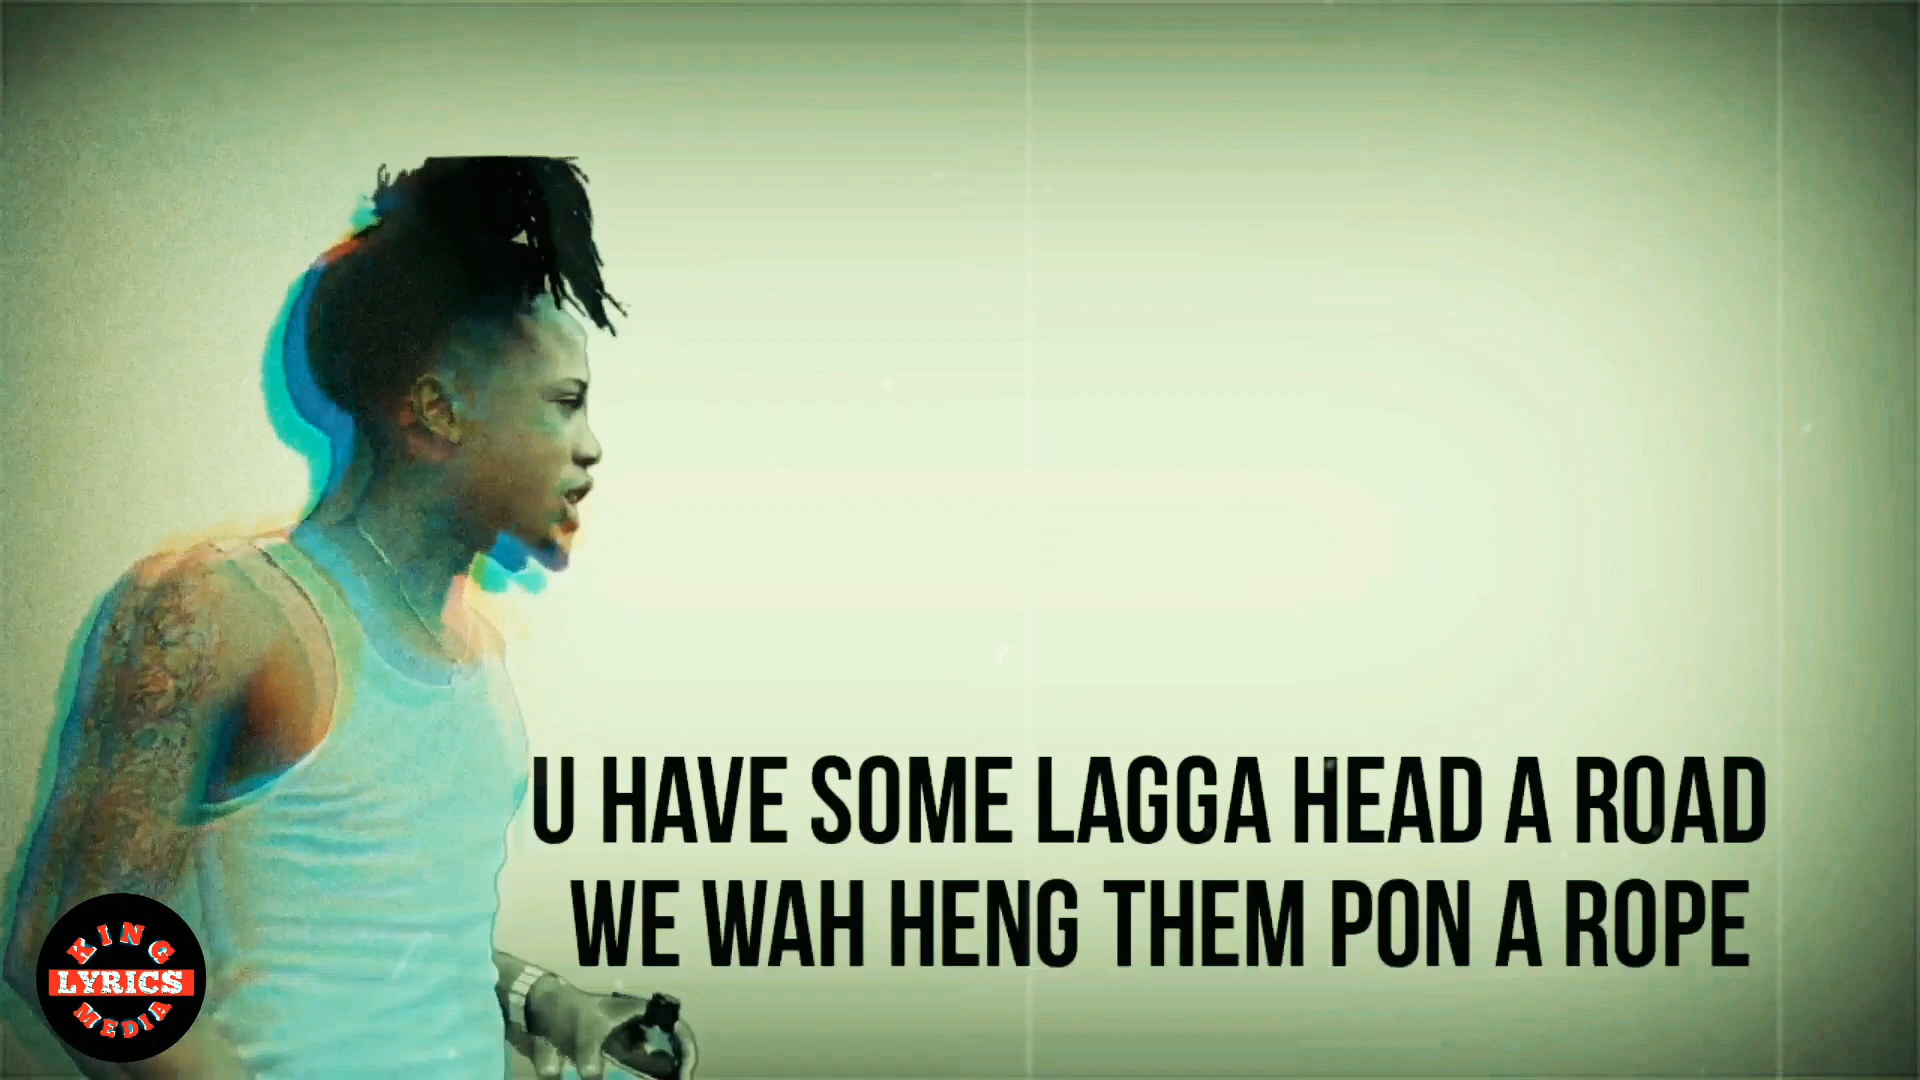 U HAVE SOME LAGGA HEAD A ROAD
WE WAH HENG THEM PON A ROPE
KING
LYRICS
MEDIA